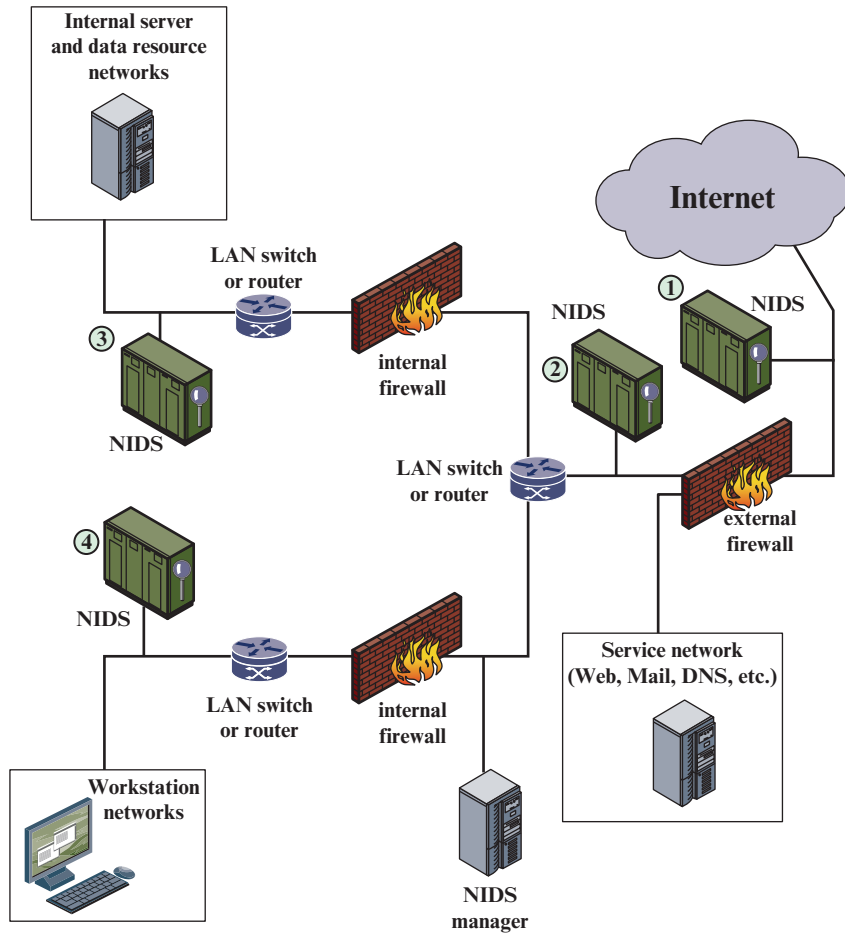 Internal server
and data resource
networks
Internet
LAN switch
or router
1
NIDS
NIDS
2
3
internal
firewall
NIDS
LAN switch
or router
external
firewall
4
NIDS
LAN switch
or router
internal
firewall
Service network
(Web, Mail, DNS, etc.)
Workstation
networks
NIDS
manager